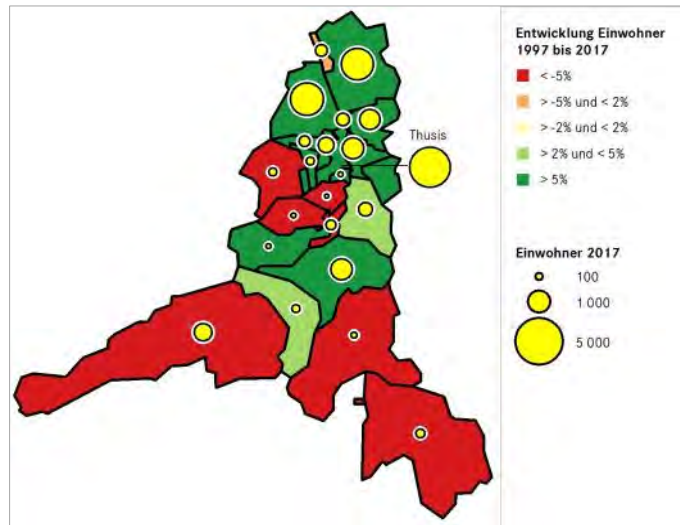 Thusis
Entwicklung Einwohner
1997 bis 2017
< -5%
> -5% und < 2%
> -2% und < 2%
> 2% und < 5%
> 5%
Einwohner 2017
100
1 000
5 000